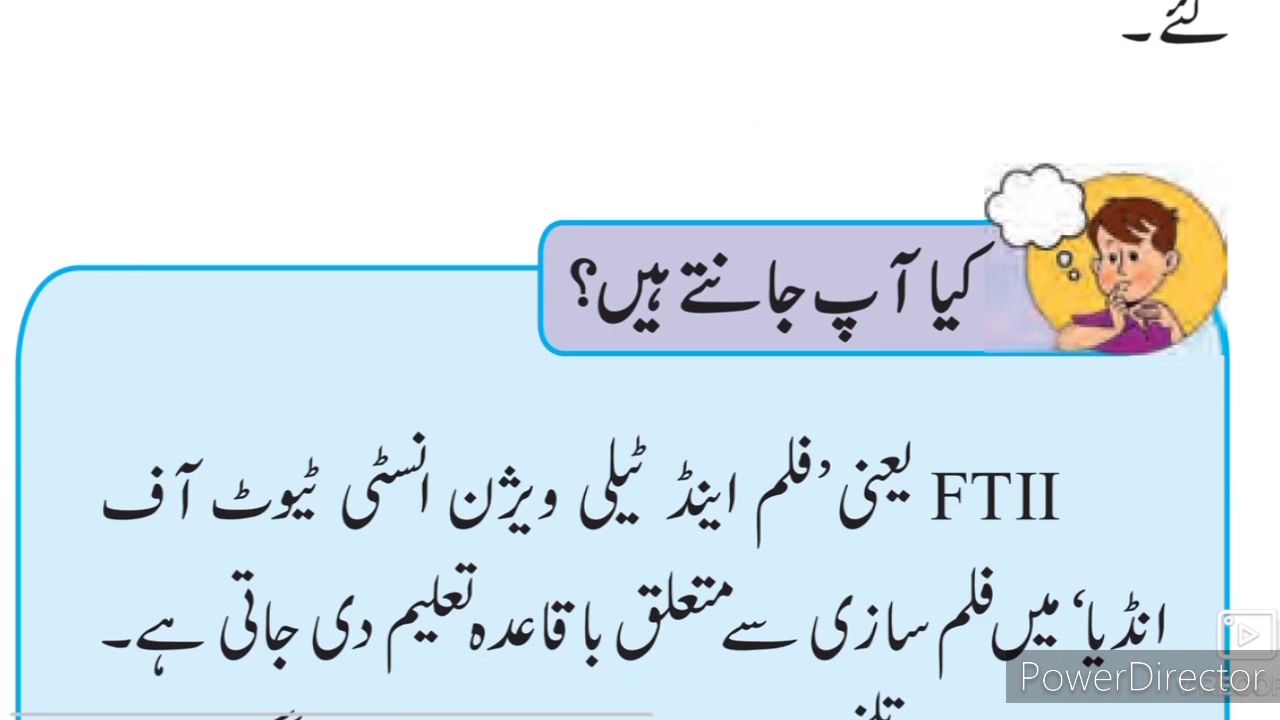 گئے۔
کیا آپ جانتے ہیں؟
FTII یعنی ’فلم اینڈ ٹیلی ویژن انسٹی ٹیوٹ آف
انڈیا‘ میں فلم سازی سے متعلق باقاعدہ تعلیم دی جاتی ہے۔
PowerDirector